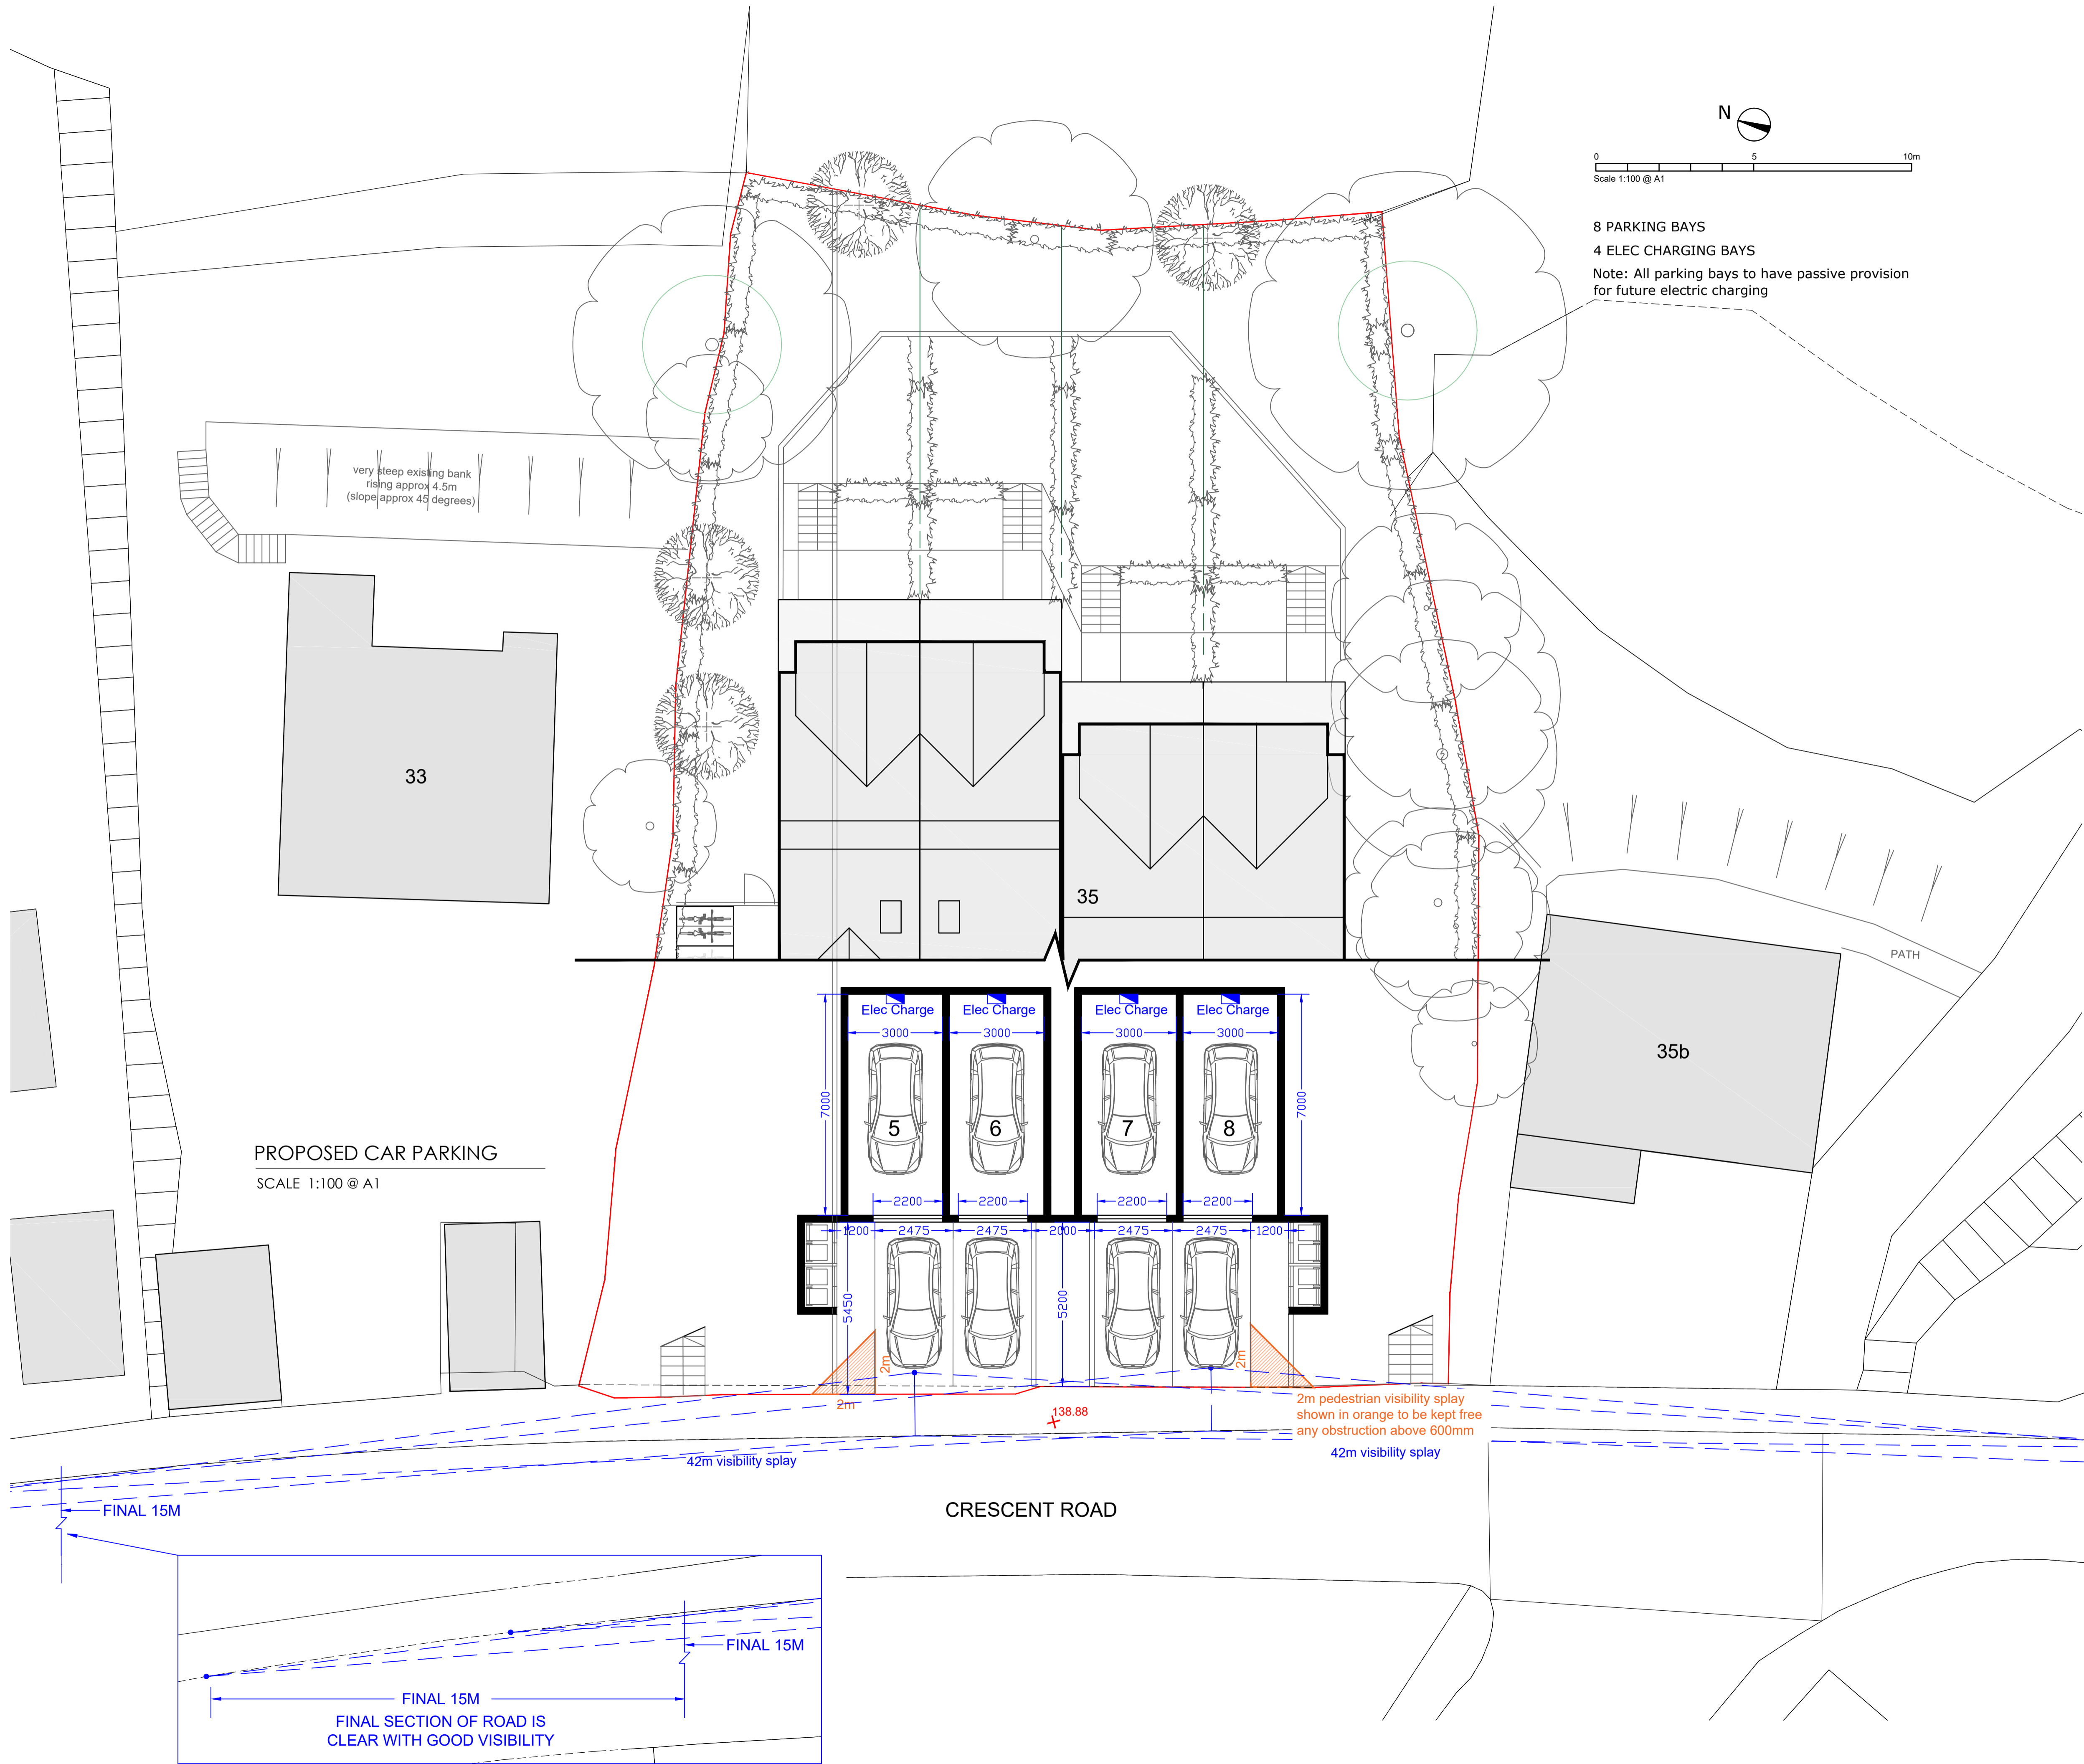 N
0 5 10m
Scale 1:100 @ A1
8 PARKING BAYS
4 ELEC CHARGING BAYS
Note: All parking bays to have passive provision
for future electric charging
very steep existing bank
rising approx 4.5m
(slope approx 45 degrees)
33
35
PATH
35b
Elec Charge Elec Charge Elec Charge Elec Charge
3000 3000 3000 3000
7000 7000
5 6 7 8
PROPOSED CAR PARKING
SCALE 1:100 @ A1
2200 2200 2200 2200
1200 2475 2475 2000 2475 2475 1200
5450 5200
2m 2m
2m
138.88
2m pedestrian visibility splay
shown in orange to be kept free
any obstruction above 600mm
42m visibility splay
42m visibility splay
FINAL 15M
CRESCENT ROAD
FINAL 15M
FINAL 15M
FINAL SECTION OF ROAD IS
CLEAR WITH GOOD VISIBILITY